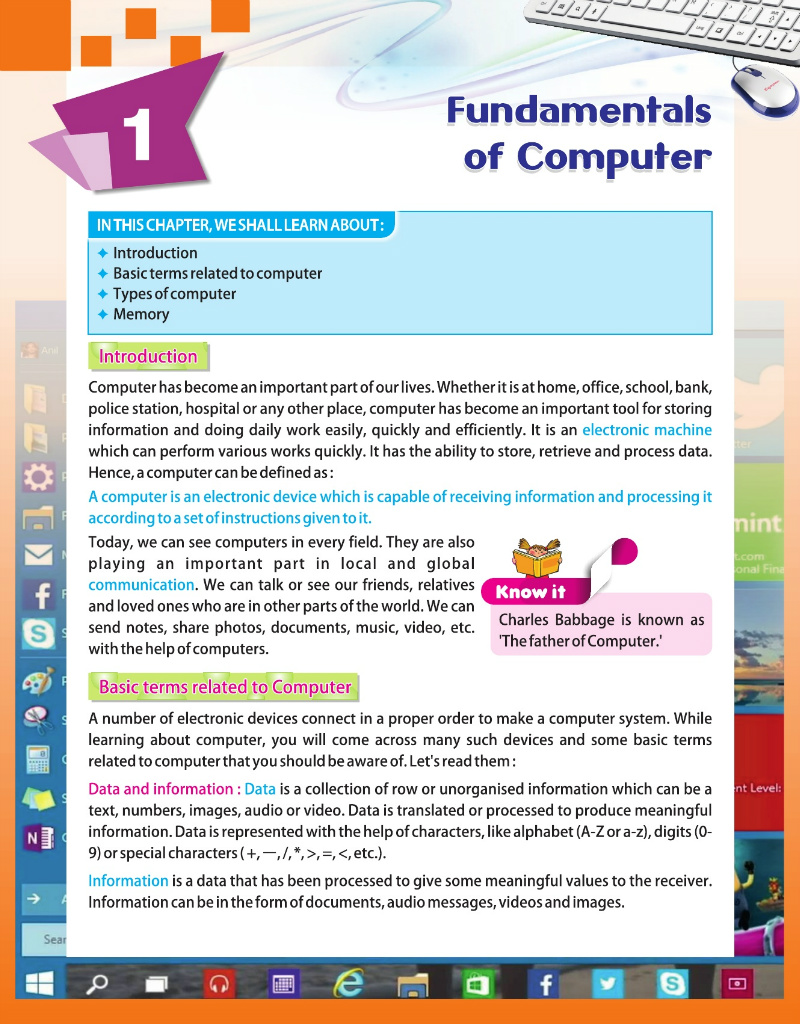 1
Fundamentals
of Computer
IN THIS CHAPTER, WE SHALL LEARN ABOUT :
✦ Introduction
✦ Basic terms related to computer
✦ Types of computer
✦ Memory
Introduction
Computer has become an important part of our lives. Whether it is at home, office, school, bank,
police station, hospital or any other place, computer has become an important tool for storing
information and doing daily work easily, quickly and efficiently. It is an electronic machine
which can perform various works quickly. It has the ability to store, retrieve and process data.
Hence, a computer can be defined as :
A computer is an electronic device which is capable of receiving information and processing it
according to a set of instructions given to it.
Today, we can see computers in every field. They are also
playing an important part in local and global
communication. We can talk or see our friends, relatives
and loved ones who are in other parts of the world. We can
send notes, share photos, documents, music, video, etc.
with the help of computers.
Know it
Charles Babbage is known as
'The father of Computer.'
Basic terms related to Computer
A number of electronic devices connect in a proper order to make a computer system. While
learning about computer, you will come across many such devices and some basic terms
related to computer that you should be aware of. Let's read them :
Data and information : Data is a collection of row or unorganised information which can be a
text, numbers, images, audio or video. Data is translated or processed to produce meaningful
information. Data is represented with the help of characters, like alphabet (A-Z or a-z), digits (0-
9) or special characters ( +, —, /, *, >, =, <, etc.).
Information is a data that has been processed to give some meaningful values to the receiver.
Information can be in the form of documents, audio messages, videos and images.
mint
nt Level:
Sear